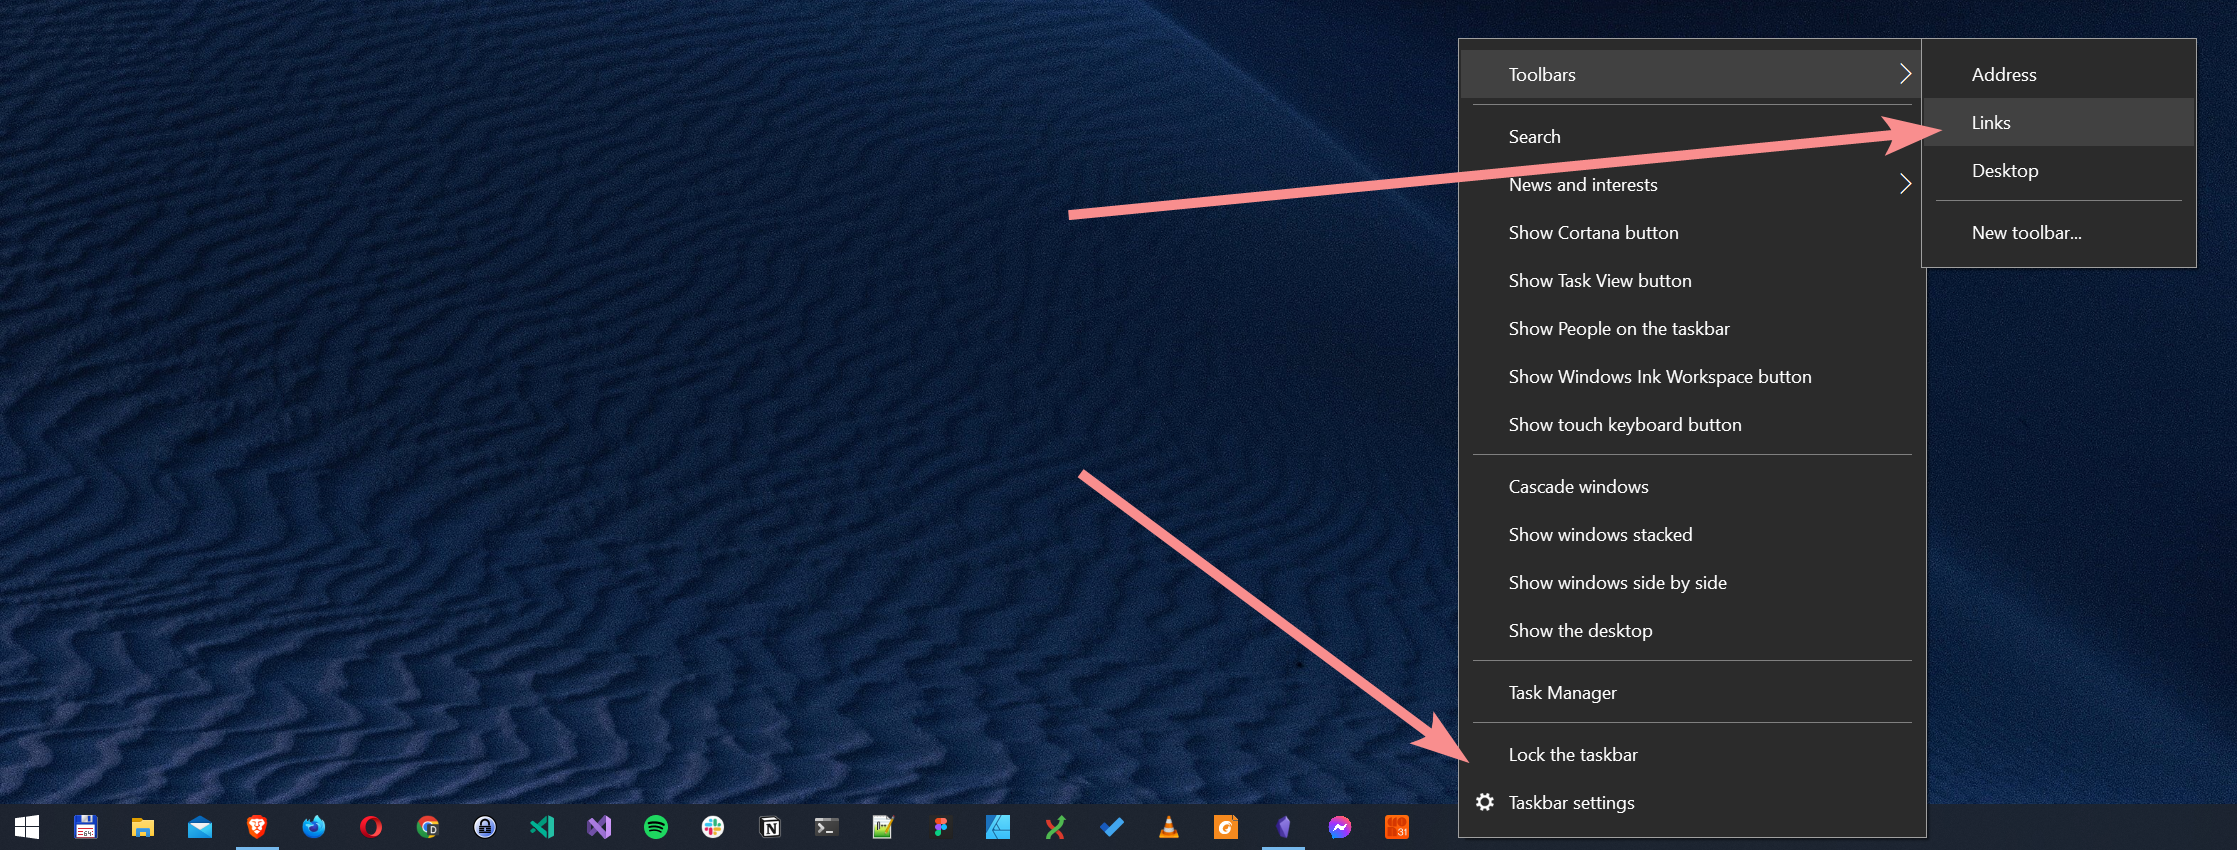 Toolbars
Search
News and interests
Show Cortana button
Show Task View button
Show People on the taskbar
Show Windows Ink Workspace button
Show touch keyboard button
Cascade windows
Show windows stacked
Show windows side by side
Show the desktop
Task Manager
Lock the taskbar
Taskbar settings
Address
Links
Desktop
New toolbar...
64
D
N
31